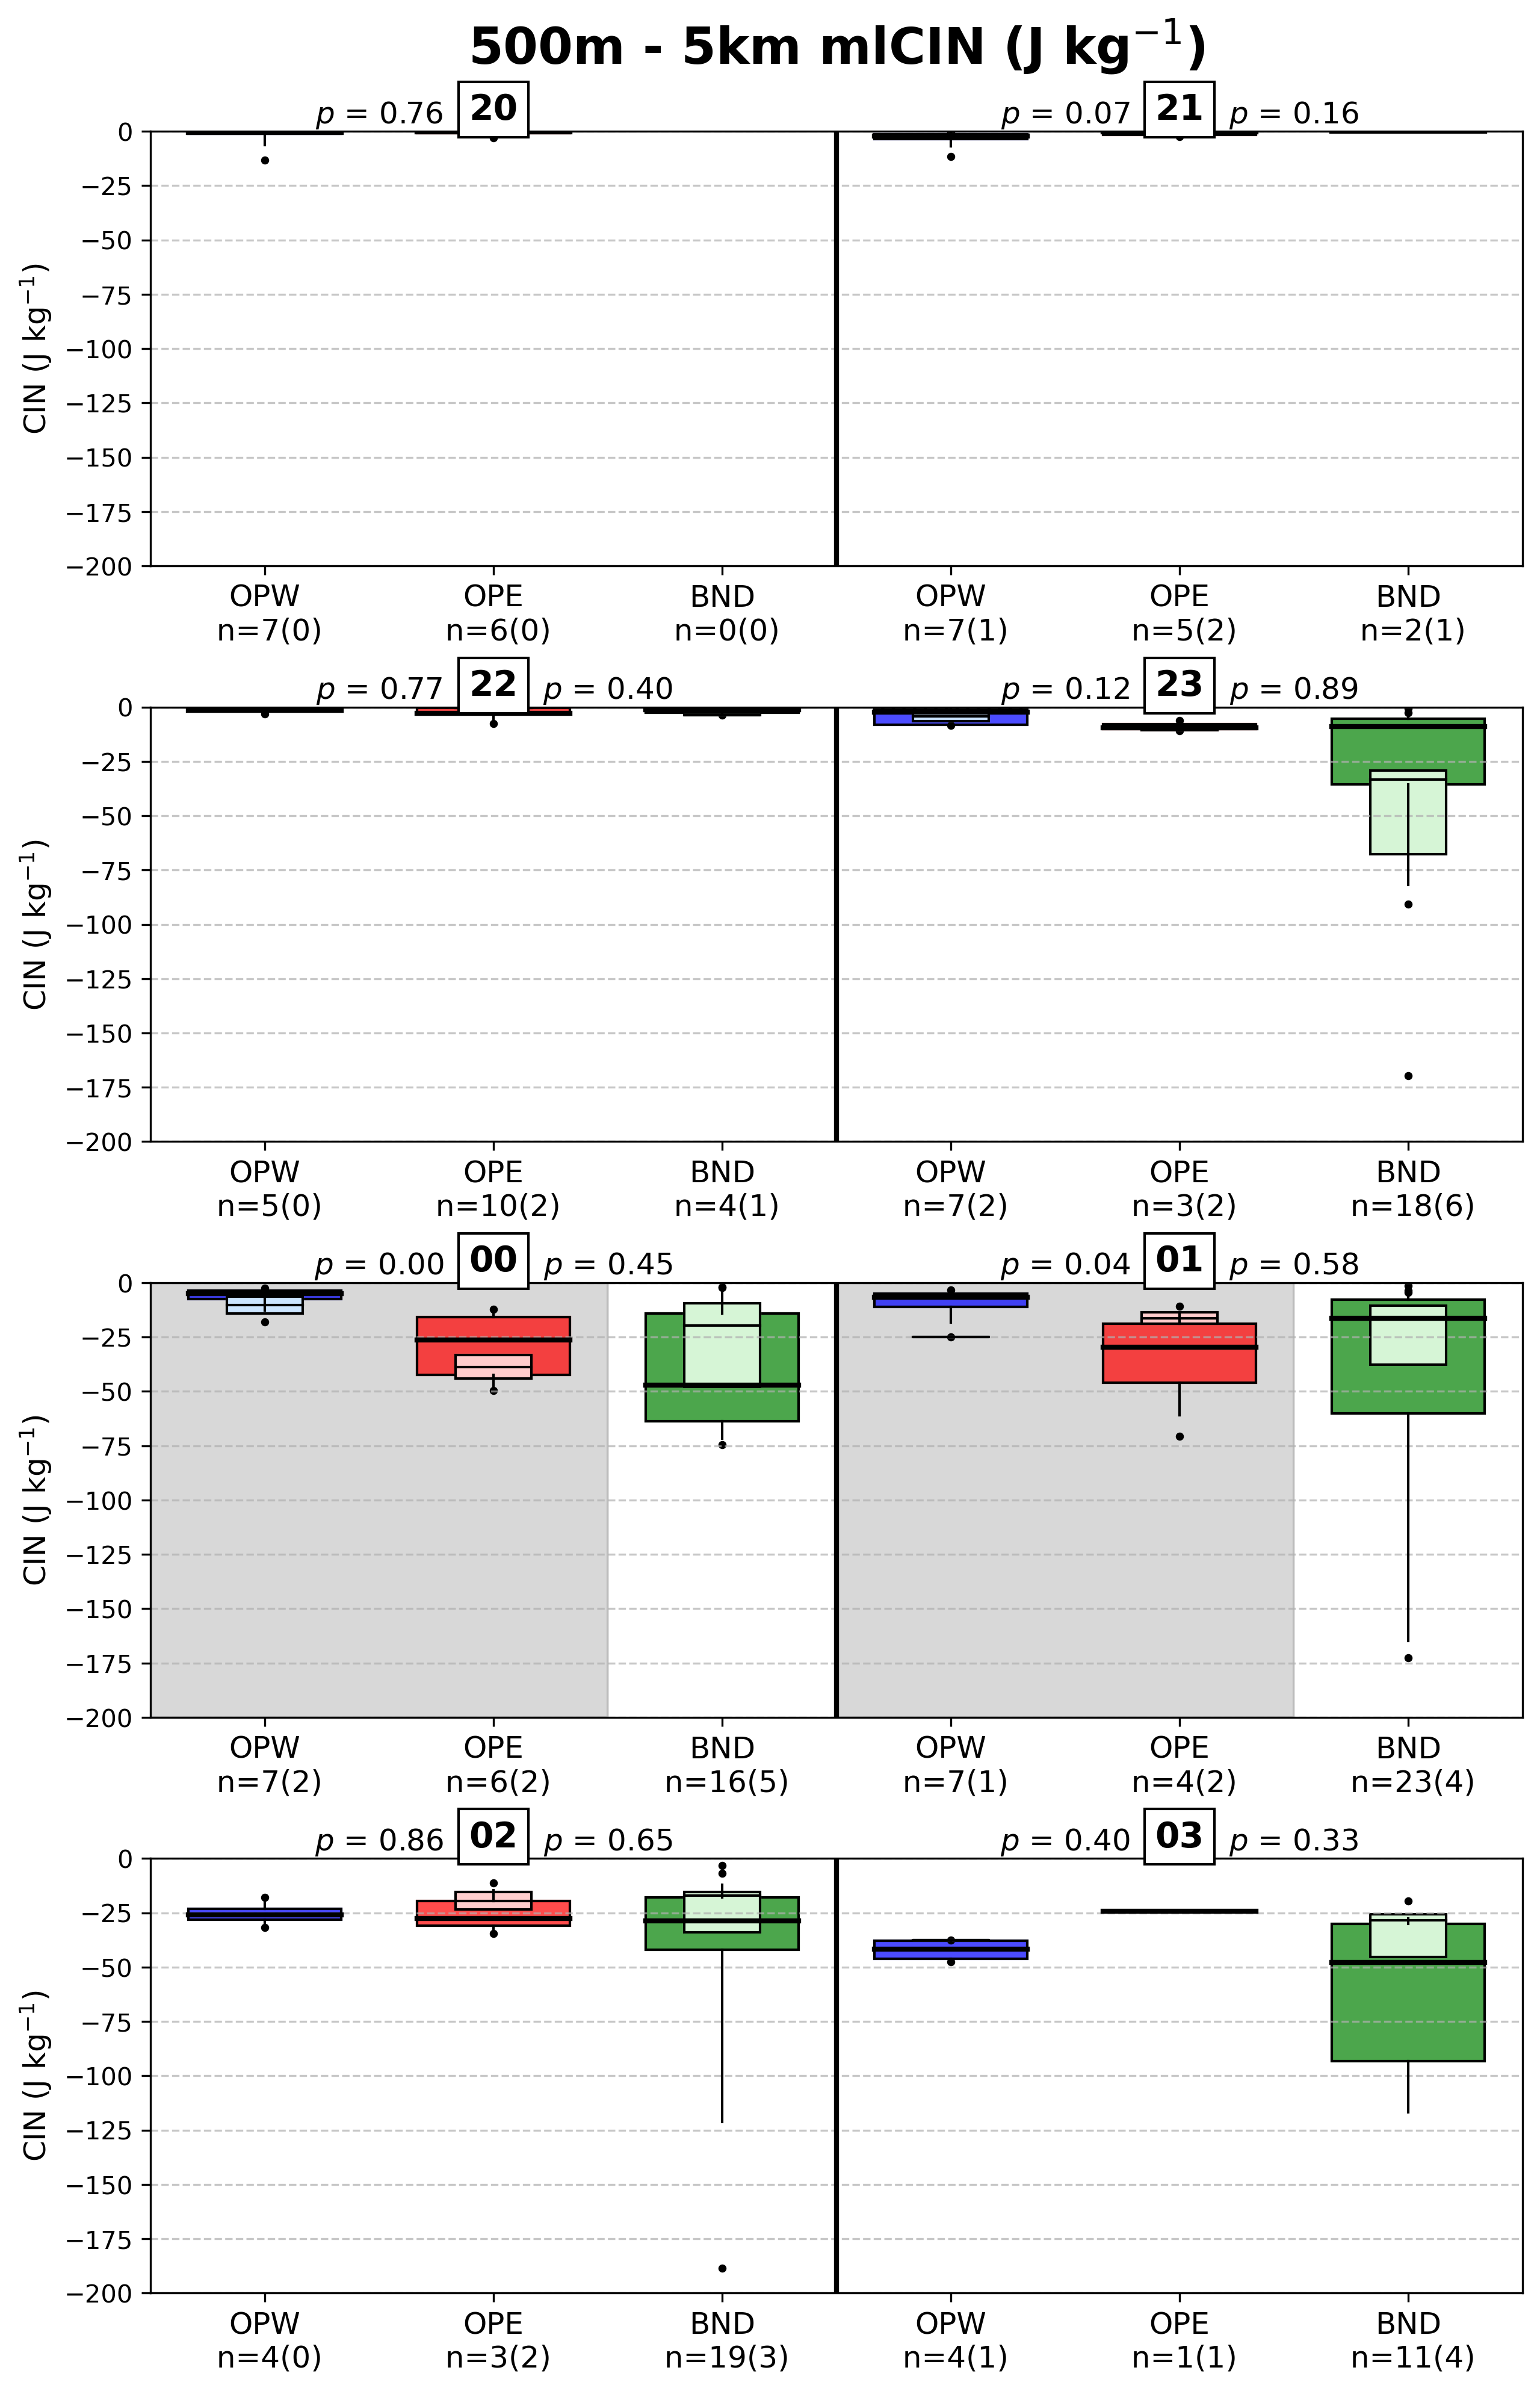 500m - 5km mlCIN (J kg⁻¹)
p = 0.76 20
p = 0.07 21 p = 0.16
CIN (J kg⁻¹)
0
−25
−50
−75
−100
−125
−150
−175
−200
OPW OPE BND OPW OPE BND
n=7(0) n=6(0) n=0(0) n=7(1) n=5(2) n=2(1)
p = 0.77 22 p = 0.40
p = 0.12 23 p = 0.89
CIN (J kg⁻¹)
0
−25
−50
−75
−100
−125
−150
−175
−200
OPW OPE BND OPW OPE BND
n=5(0) n=10(2) n=4(1) n=7(2) n=3(2) n=18(6)
p = 0.00 00 p = 0.45
p = 0.04 01 p = 0.58
CIN (J kg⁻¹)
0
−25
−50
−75
−100
−125
−150
−175
−200
OPW OPE BND OPW OPE BND
n=7(2) n=6(2) n=16(5) n=7(1) n=4(2) n=23(4)
p = 0.86 02 p = 0.65
p = 0.40 03 p = 0.33
CIN (J kg⁻¹)
0
−25
−50
−75
−100
−125
−150
−175
−200
OPW OPE BND OPW OPE BND
n=4(0) n=3(2) n=19(3) n=4(1) n=1(1) n=11(4)